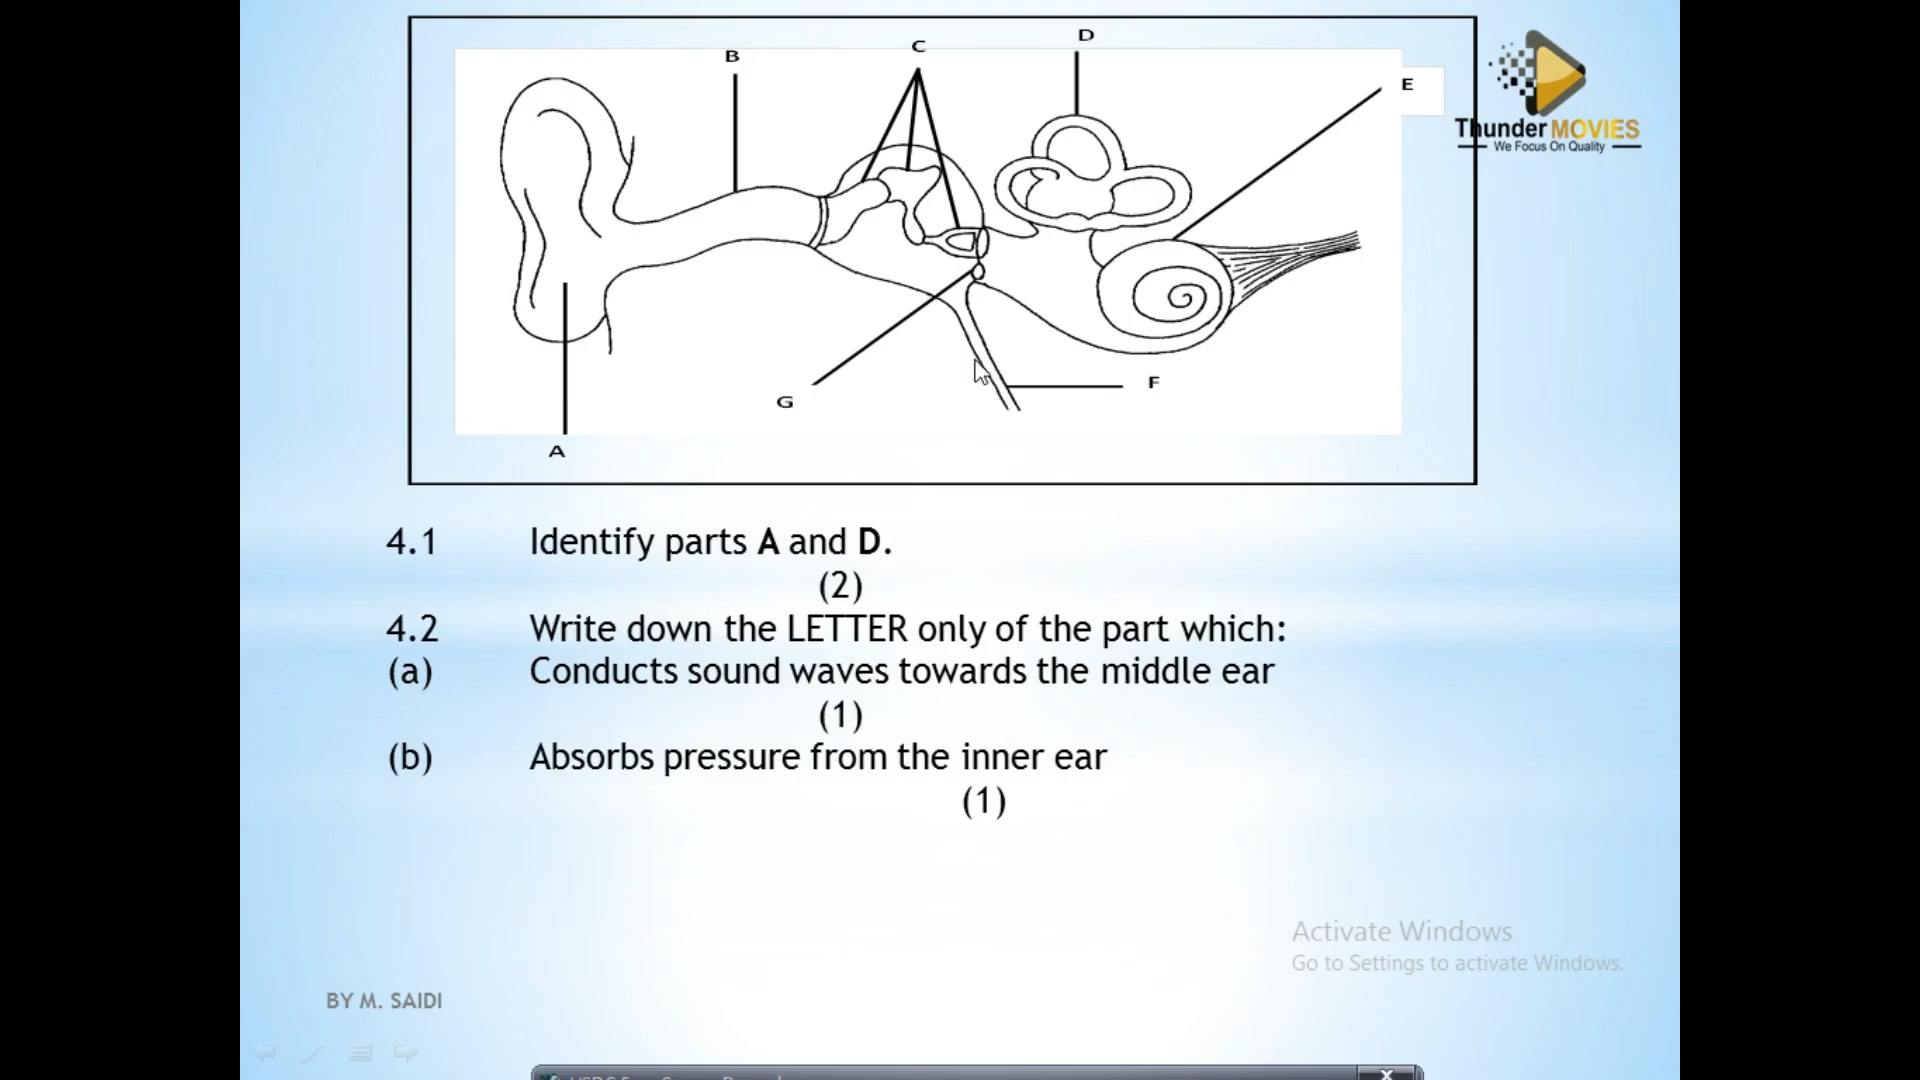 B
C
D
E
Thunder MOVIES
We Focus On Quality
G
F
A
4.1 Identify parts A and D.
(2)
4.2 Write down the LETTER only of the part which:
(a) Conducts sound waves towards the middle ear
(1)
(b) Absorbs pressure from the inner ear
(1)
Activate Windows
Go to Settings to activate Windows.
BY M. SAIDI
X